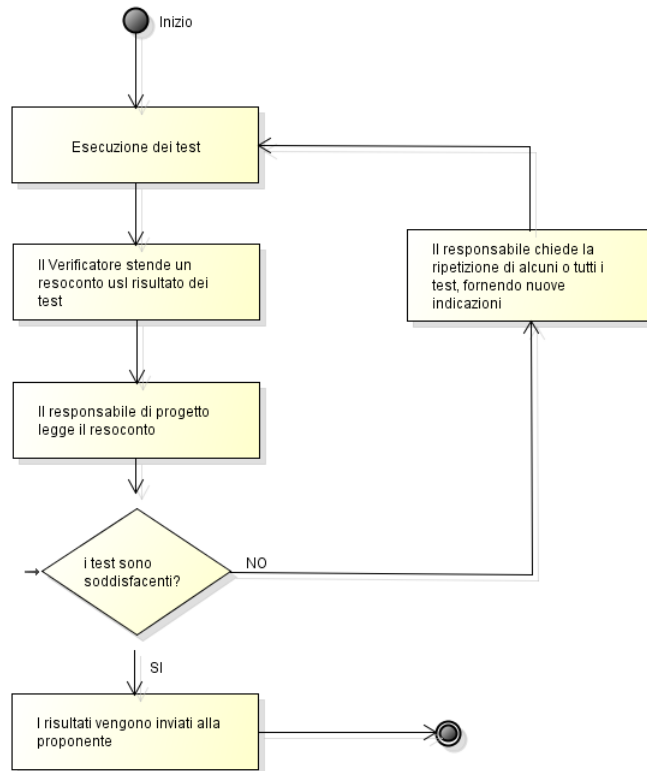 Inizio
Esecuzione dei test
Il Verificatore stende un
resoconto usl risultato dei
test
Il responsabile chiede la
ripetizione di alcuni o tutti i
test, fornendo nuove
indicazioni
Il responsabile di progetto
legge il resoconto
i test sono
soddisfacenti?
NO
SI
I risultati vengono inviati alla
proponente